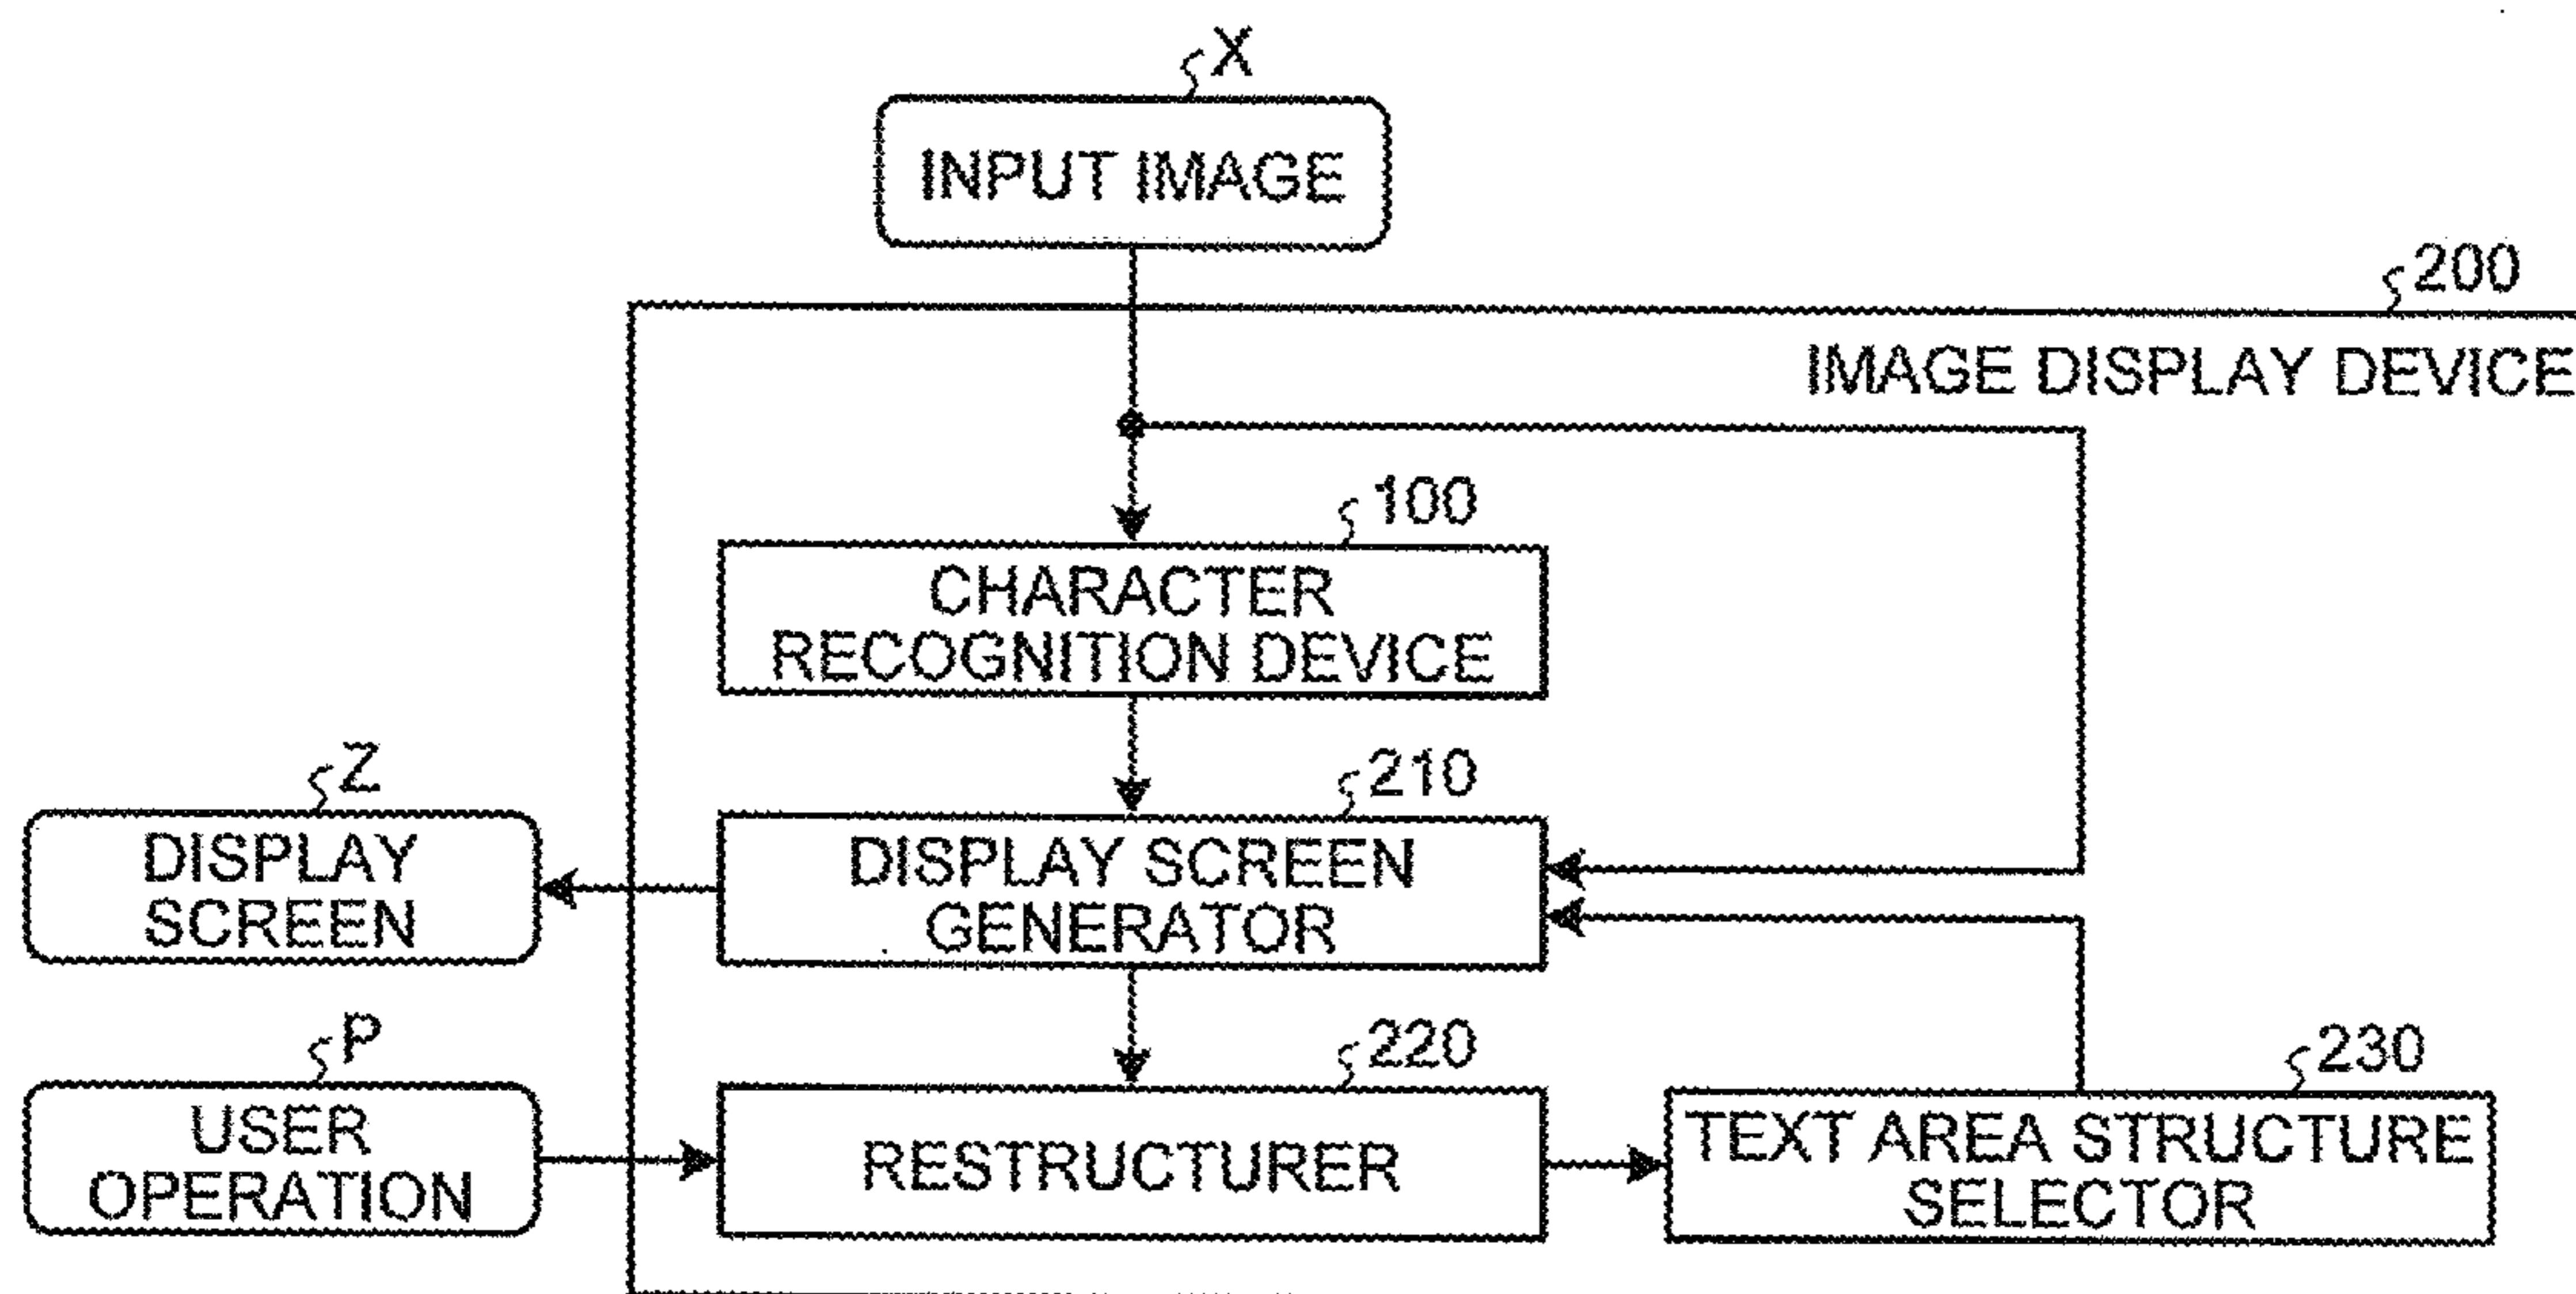 X
INPUT IMAGE
200
IMAGE DISPLAY DEVICE
100
CHARACTER
RECOGNITION DEVICE
Z
DISPLAY
SCREEN
210
DISPLAY SCREEN
GENERATOR
P
USER
OPERATION
220
RESTRUCTURER
230
TEXT AREA STRUCTURE
SELECTOR